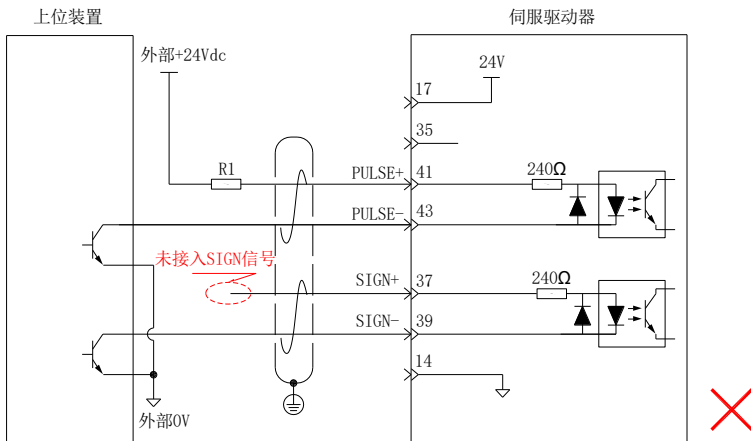 上位装置
伺服驱动器
外部+24Vdc
24V
17
35
R1
PULSE+
41
240Ω
PULSE-
43
未接入SIGN信号
SIGN+
37
240Ω
SIGN-
39
14
外部0V